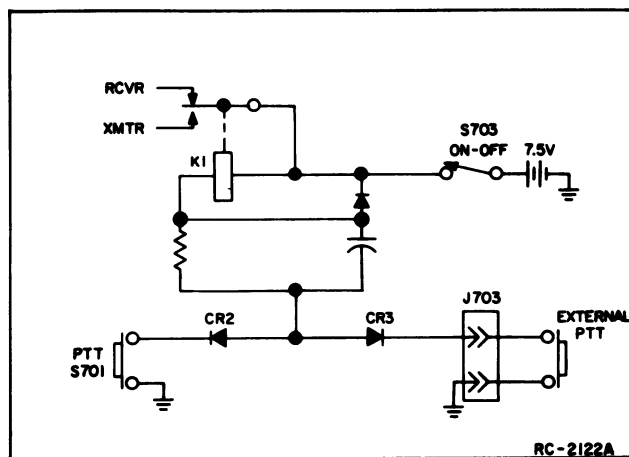 RCVR
XMTR
K1
S703
ON-OFF
7.5V
CR2
CR3
J703
PTT
S701
EXTERNAL
PTT
RC-2122A